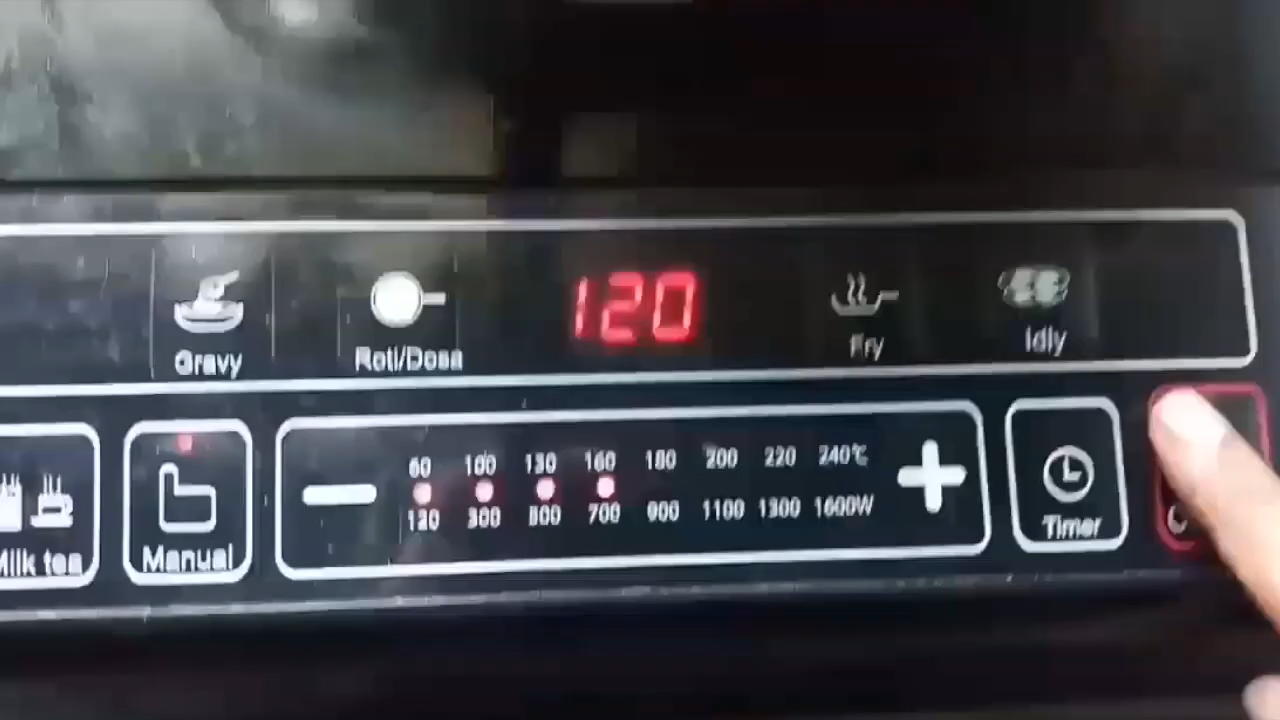 Gravy
Roti/Dosa
120
Fry
Idly
Milk tea
Manual
60 100 130 160 180 200 220 240℃
120 300 500 700 900 1100 1300 1600W
Timer